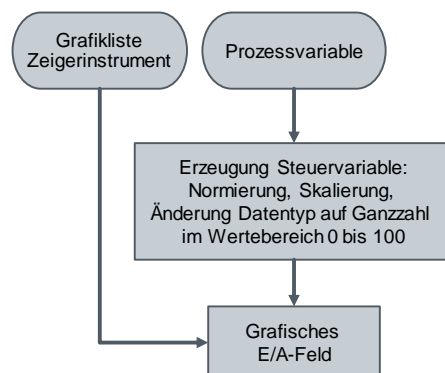 Grafikliste
Zeigerinstrument
Prozessvariable
Erzeugung Steuervariable:
Normierung, Skalierung,
Änderung Datentyp auf Ganzzahl
im Wertebereich 0 bis 100
Grafisches
E/A-Feld